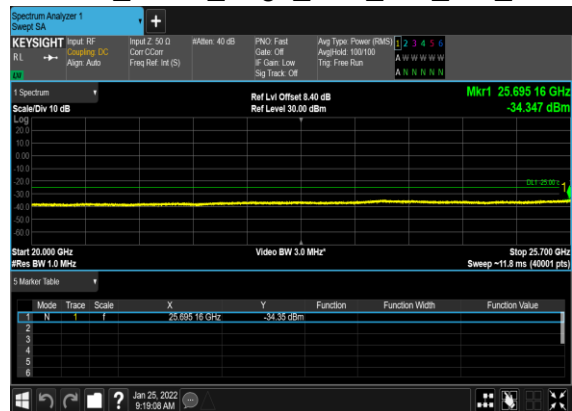 Spectrum Analyzer 1
Swept SA
KEYSIGHT Input: RF Input Z: 50 Ω #Atten: 40 dB PNO: Fast Avg Type: Power (RMS) 1 2 3 4 5 6
RL Coupling: DC Corr CCorr Gate: Off Avg|Hold: 100/100 A W W W W W
Align: Auto Freq Ref: Int (S) IF Gain: Low Trig: Free Run
Sig Track: Off A N N N N N
1 Spectrum Ref Lvl Offset 8.40 dB Mkr1 25.695 16 GHz
Scale/Div 10 dB Ref Level 30.00 dBm -34.347 dBm
Log
20.0
10.0
0.00
-10.0
-20.0
DL1 -25.00
1
-30.0
-40.0
-50.0
-60.0
Start 20.000 GHz Video BW 3.0 MHz* Stop 25.700 GHz
#Res BW 1.0 MHz Sweep ~11.8 ms (40001 pts)
5 Marker Table
Mode Trace Scale X Y Function Function Width Function Value
1 N 1 f 25.695 16 GHz -34.35 dBm
2
3
4
5
6
? Jan 25, 2022
9:19:08 AM